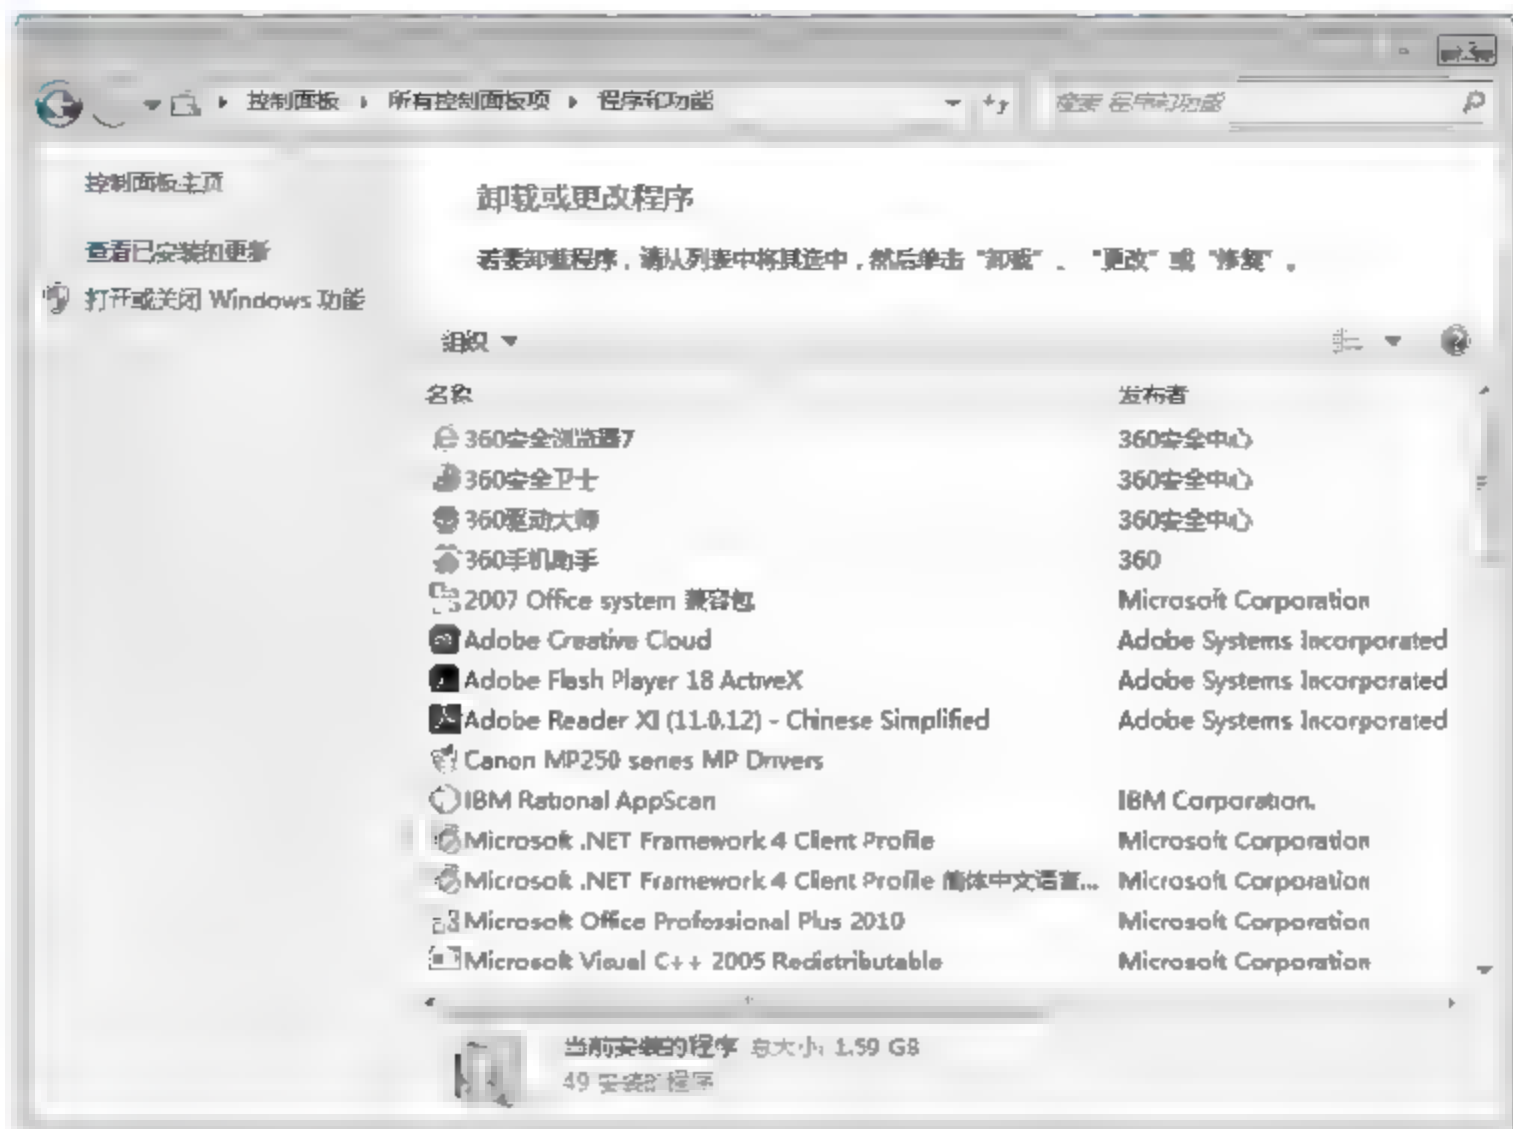 控制面板 所有控制面板项 程序和功能 搜索 程序和功能
控制面板主页
查看已安装的更新
打开或关闭 Windows 功能
卸载或更改程序
若要卸载程序，请从列表中将其选中，然后单击“卸载”、“更改”或“修复”。
组织
名称 发布者
360安全浏览器7 360安全中心
360安全卫士 360安全中心
360驱动大师 360安全中心
360手机助手 360
2007 Office system 兼容包 Microsoft Corporation
Adobe Creative Cloud Adobe Systems Incorporated
Adobe Flash Player 18 ActiveX Adobe Systems Incorporated
Adobe Reader XI (11.0.12) - Chinese Simplified Adobe Systems Incorporated
Canon MP250 series MP Drivers
IBM Rational AppScan IBM Corporation.
Microsoft .NET Framework 4 Client Profile Microsoft Corporation
Microsoft .NET Framework 4 Client Profile 简体中文语言... Microsoft Corporation
Microsoft Office Professional Plus 2010 Microsoft Corporation
Microsoft Visual C++ 2005 Redistributable Microsoft Corporation
当前安装的程序 总大小: 1.59 GB
49 安装的程序